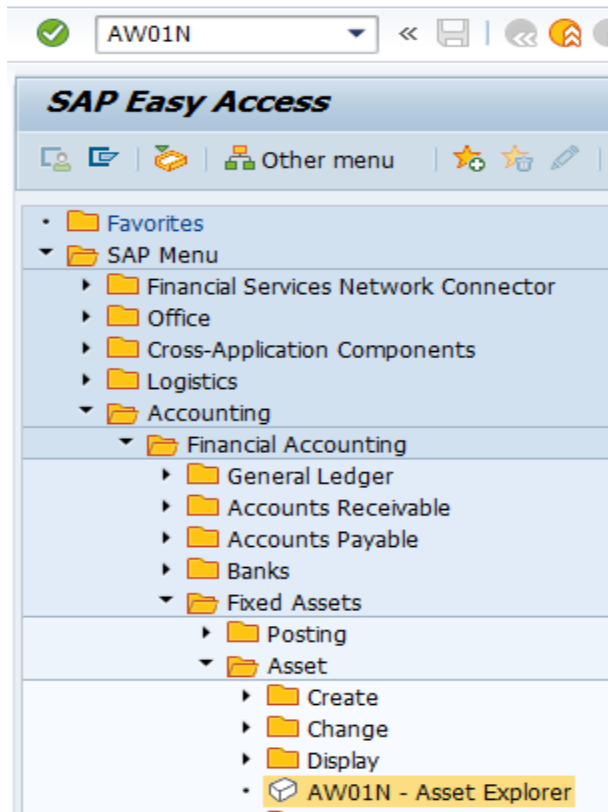 AW01N
SAP Easy Access
Other menu
Favorites
SAP Menu
Financial Services Network Connector
Office
Cross-Application Components
Logistics
Accounting
Financial Accounting
General Ledger
Accounts Receivable
Accounts Payable
Banks
Fixed Assets
Posting
Asset
Create
Change
Display
AW01N - Asset Explorer